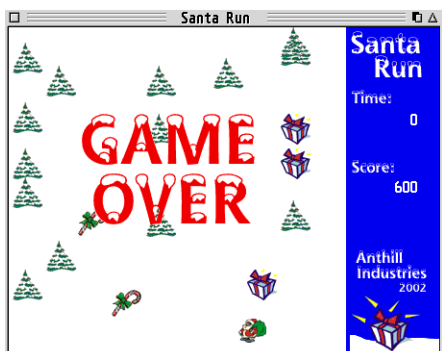 Santa Run
Santa
Run
Time:
0
GAME
OVER
Score:
600
Anthill
Industries
2002